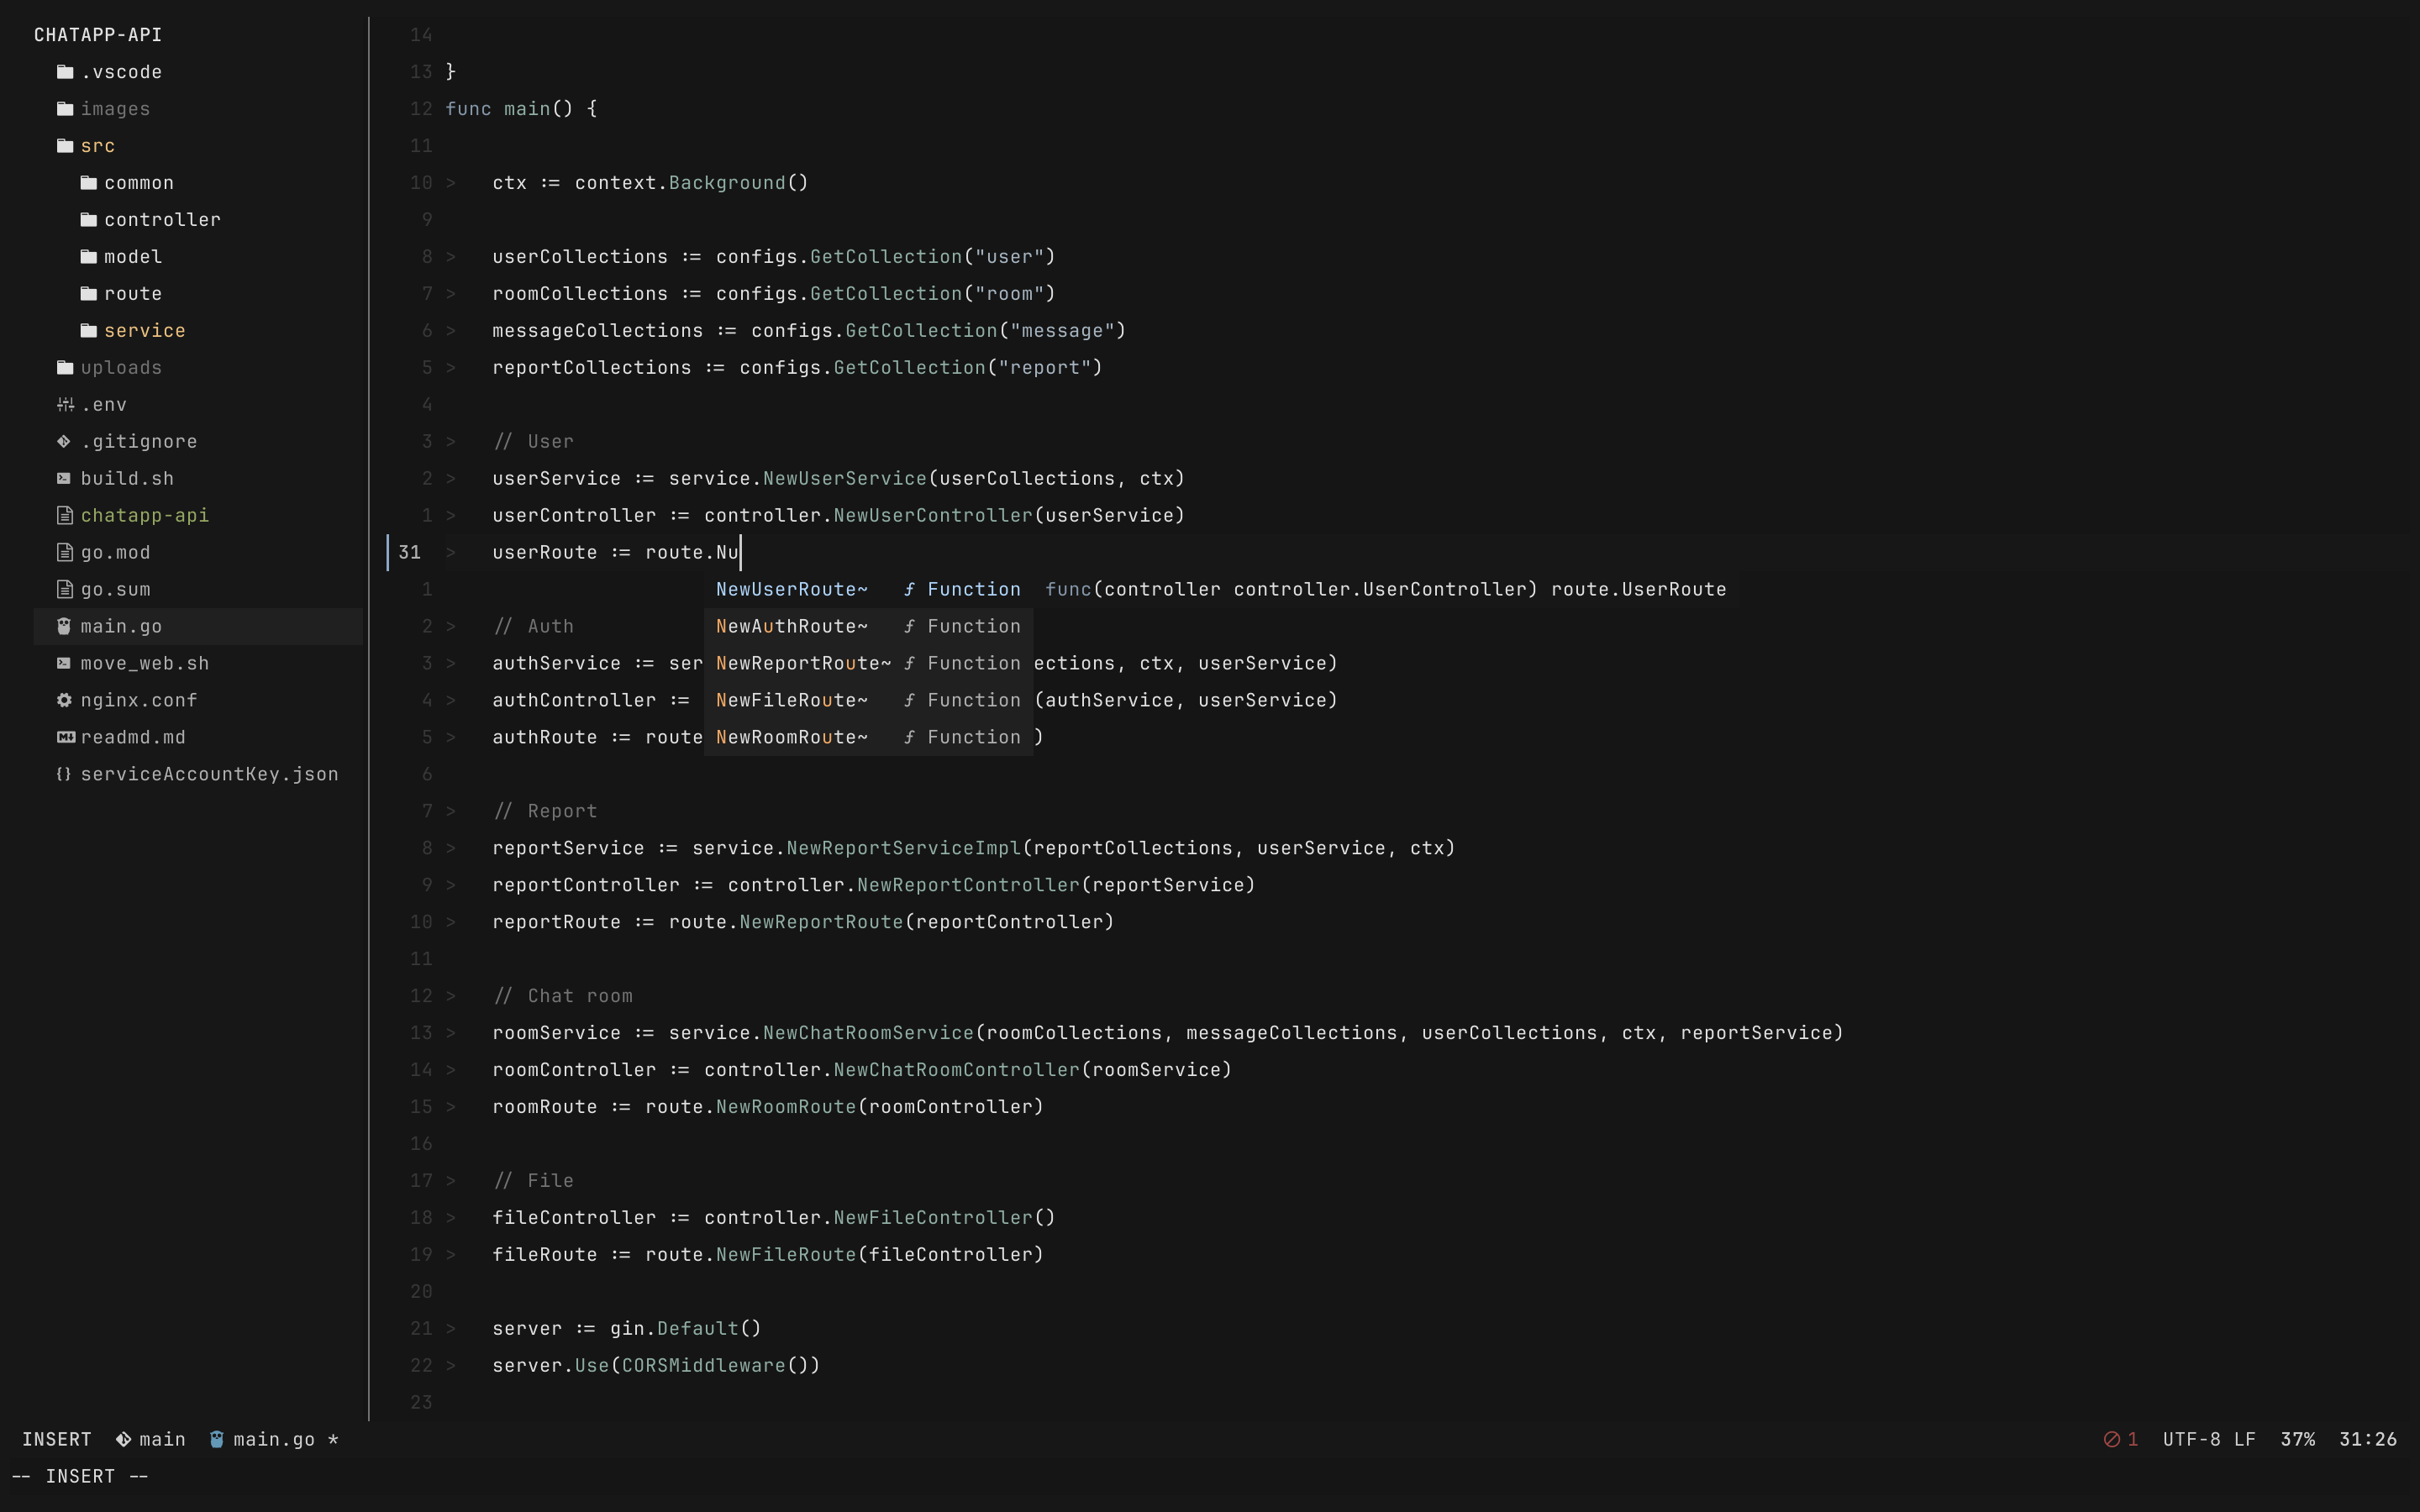 CHATAPP-API
.vscode
images
src
common
controller
model
route
service
uploads
.env
.gitignore
build.sh
chatapp-api
go.mod
go.sum
main.go
move_web.sh
nginx.conf
readmd.md
serviceAccountKey.json
14
13 }
12 func main() {
11
10 > ctx := context.Background()
9
8 > userCollections := configs.GetCollection("user")
7 > roomCollections := configs.GetCollection("room")
6 > messageCollections := configs.GetCollection("message")
5 > reportCollections := configs.GetCollection("report")
4
3 > // User
2 > userService := service.NewUserService(userCollections, ctx)
1 > userController := controller.NewUserController(userService)
31 > userRoute := route.Nu
1 NewUserRoute~ ƒ Function func(controller controller.UserController) route.UserRoute
2 > // Auth NewAuthRoute~ ƒ Function
3 > authService := ser NewReportRoute~ ƒ Function ections, ctx, userService)
4 > authController := NewFileRoute~ ƒ Function (authService, userService)
5 > authRoute := route NewRoomRoute~ ƒ Function )
6
7 > // Report
8 > reportService := service.NewReportServiceImpl(reportCollections, userService, ctx)
9 > reportController := controller.NewReportController(reportService)
10 > reportRoute := route.NewReportRoute(reportController)
11
12 > // Chat room
13 > roomService := service.NewChatRoomService(roomCollections, messageCollections, userCollections, ctx, reportService)
14 > roomController := controller.NewChatRoomController(roomService)
15 > roomRoute := route.NewRoomRoute(roomController)
16
17 > // File
18 > fileController := controller.NewFileController()
19 > fileRoute := route.NewFileRoute(fileController)
20
21 > server := gin.Default()
22 > server.Use(CORSMiddleware())
23
INSERT main main.go * 1 UTF-8 LF 37% 31:26
-- INSERT --